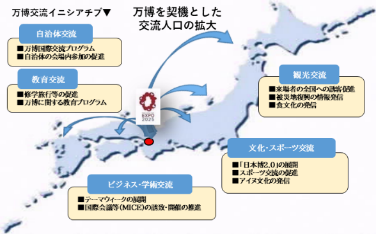 万博交流イニシアチブ▼
万博を契機とした
交流人口の拡大
自治体交流
■万博国際交流プログラム
■自治体の会場内参加の促進
教育交流
■修学旅行等の促進
■万博に関する教育プログラム
EXPO
2025
観光交流
■来場者の全国への誘客促進
■被災地復興の情報発信
■食文化の発信
文化・スポーツ交流
■「日本博2.0」の展開
■スポーツ交流の促進
■アイヌ文化の発信
ビジネス・学術交流
■テーマウィークの展開
■国際会議等(MICE)の誘致・開催の推進